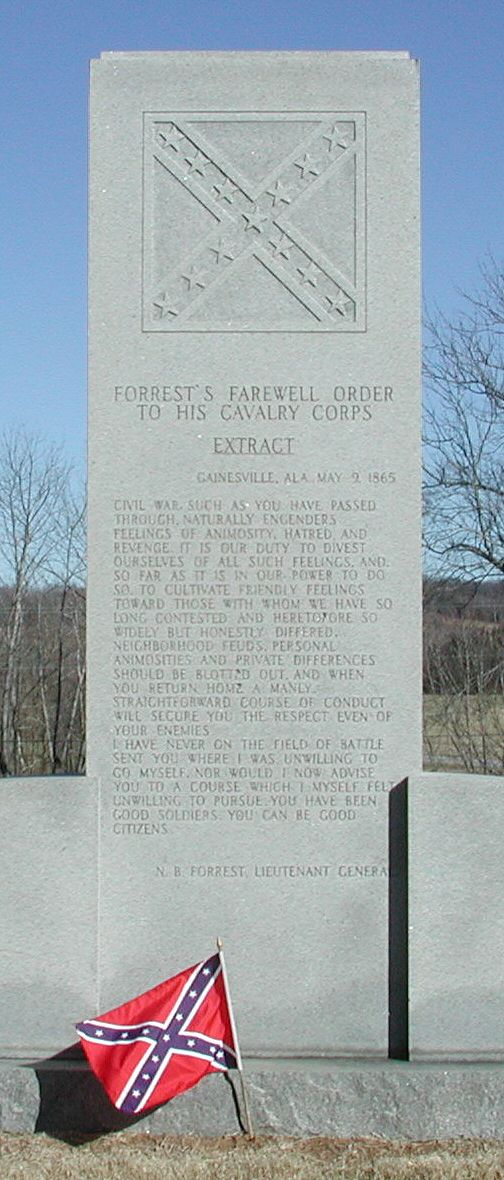 FORREST'S FAREWELL ORDER
TO HIS CAVALRY CORPS
EXTRACT
GAINESVILLE, ALA. MAY 9, 1865
CIVIL WAR, SUCH AS YOU HAVE PASSED
THROUGH, NATURALLY ENGENDERS
FEELINGS OF ANIMOSITY, HATRED AND
REVENGE. IT IS OUR DUTY TO DIVEST
OURSELVES OF ALL SUCH FEELINGS, AND,
SO FAR AS IT IS IN OUR POWER TO DO
SO, TO CULTIVATE FRIENDLY FEELINGS
TOWARD THOSE WITH WHOM WE HAVE SO
LONG CONTESTED AND HERETOFORE SO
WIDELY BUT HONESTLY DIFFERED.
NEIGHBORHOOD FEUDS, PERSONAL
ANIMOSITIES AND PRIVATE DIFFERENCES
SHOULD BE BLOTTED OUT, AND WHEN
YOU RETURN HOME A MANLY,
STRAIGHTFORWARD COURSE OF CONDUCT
WILL SECURE YOU THE RESPECT EVEN OF
YOUR ENEMIES
I HAVE NEVER ON THE FIELD OF BATTLE
SENT YOU WHERE I WAS UNWILLING TO
GO MYSELF, NOR WOULD I NOW ADVISE
YOU TO A COURSE WHICH I MYSELF FELT
UNWILLING TO PURSUE. YOU HAVE BEEN
GOOD SOLDIERS. YOU CAN BE GOOD
CITIZENS.
N. B. FORREST, LIEUTENANT GENERAL